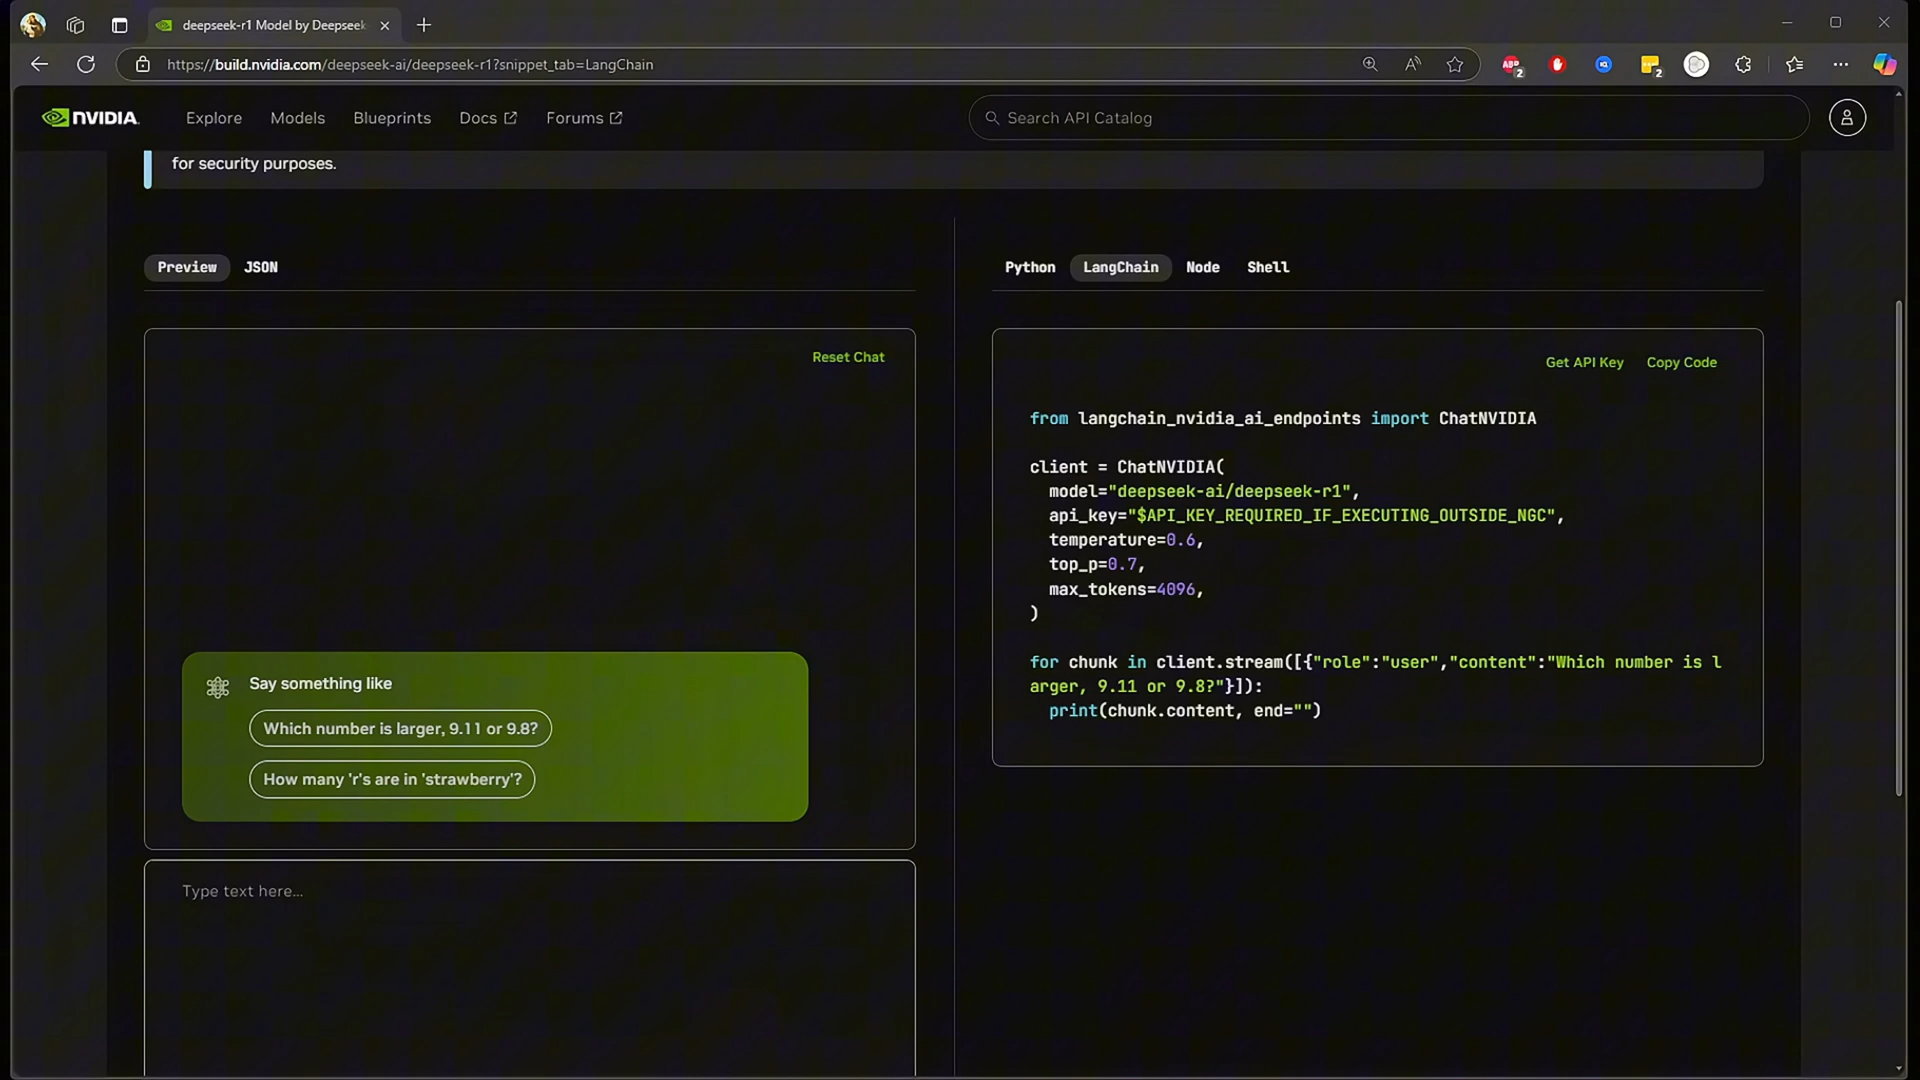 deepseek-r1 Model by Deepseek
https://build.nvidia.com/deepseek-ai/deepseek-r1?snippet_tab=LangChain
ABP 2
2
NVIDIA
Explore
Models
Blueprints
Docs
Forums
Search API Catalog
for security purposes.
Preview
JSON
Python
LangChain
Node
Shell
Reset Chat
Get API Key
Copy Code
from langchain_nvidia_ai_endpoints import ChatNVIDIA
client = ChatNVIDIA(
model="deepseek-ai/deepseek-r1",
api_key="$API_KEY_REQUIRED_IF_EXECUTING_OUTSIDE_NGC",
temperature=0.6,
top_p=0.7,
max_tokens=4096,
)
for chunk in client.stream([{"role":"user","content":"Which number is l
arger, 9.11 or 9.8?"}]):
print(chunk.content, end="")
Say something like
Which number is larger, 9.11 or 9.8?
How many 'r's are in 'strawberry'?
Type text here...